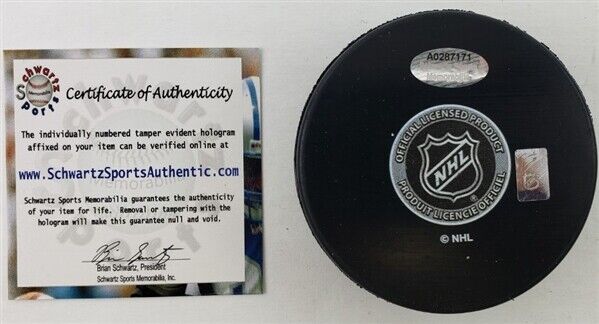 Schwartz
Sports
Certificate of Authenticity
The individually numbered tamper evident hologram
affixed on your item can be verified online at
www.SchwartzSportsAuthentic.com
Schwartz Sports Memorabilia guarantees the authenticity
of your item for life. Removal or tampering with the
hologram will make this guarantee null and void.
Brian Schwartz, President
Schwartz Sports Memorabilia, Inc.
A0287171
Memorabilia
OFFICIAL LICENSED PRODUCT
NHL
PRODUIT LICENCIÉ OFFICIEL
© NHL